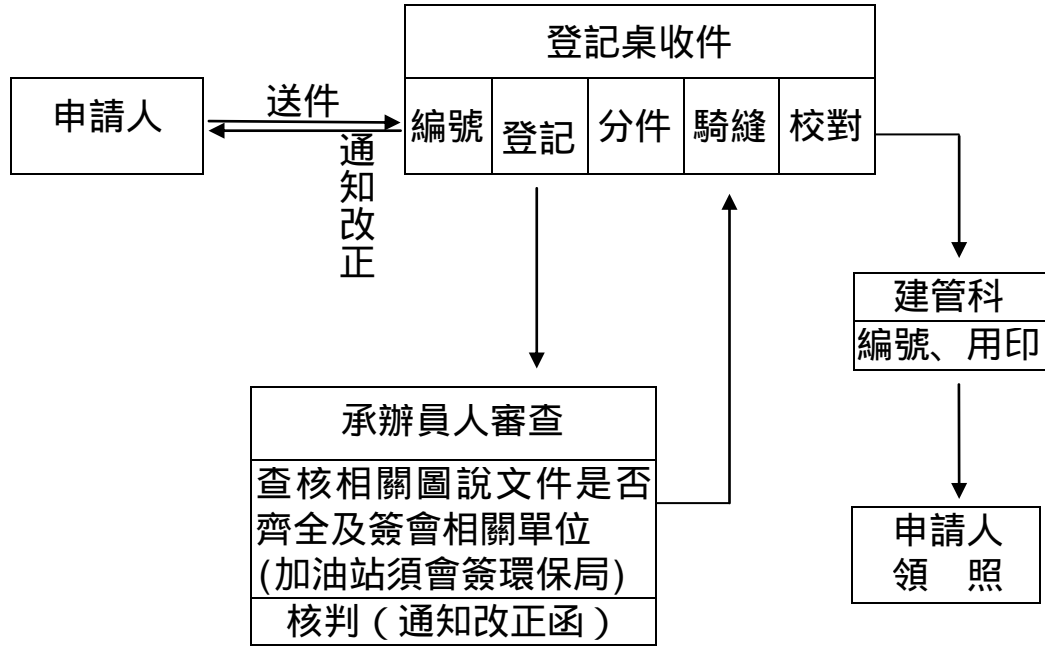 登記桌收件
申請人
送件
編號
登記
分件
騎縫
校對
通知改正
建管科
編號、用印
承辦員人審查
查核相關圖說文件是否
齊全及簽會相關單位
(加油站須會簽環保局)
核判（通知改正函）
申請人
領　照